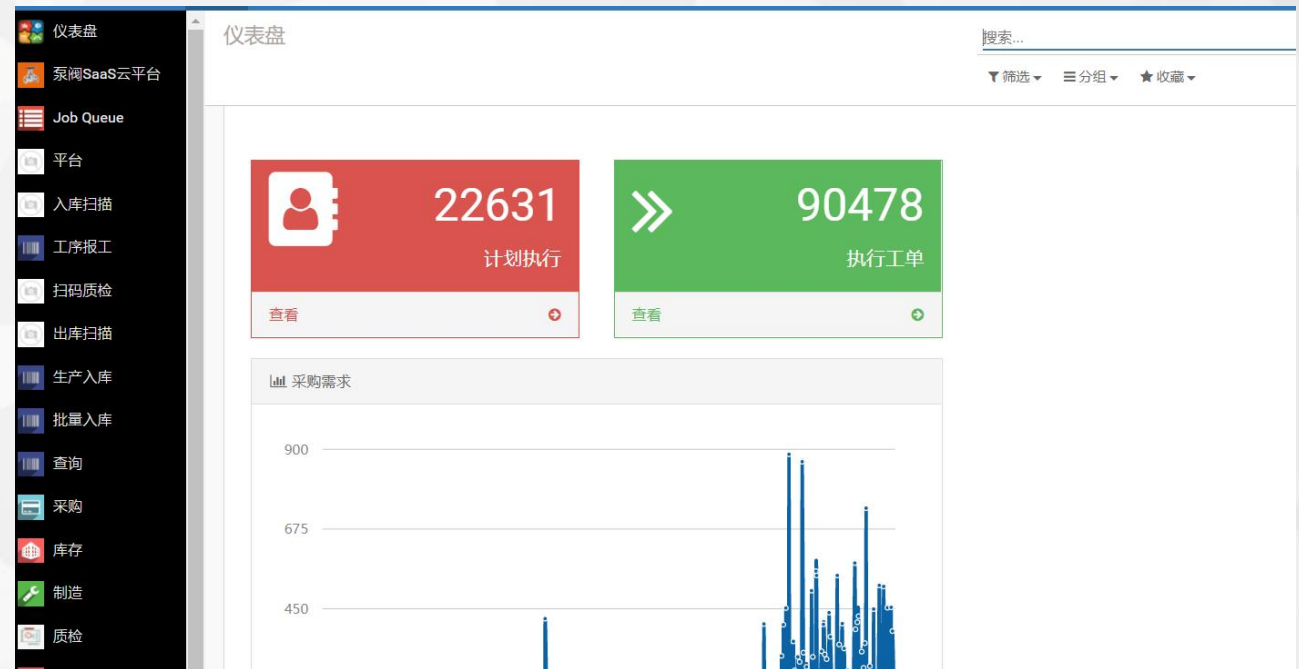 仪表盘
泵阀SaaS云平台
Job Queue
平台
入库扫描
工序报工
扫码质检
出库扫描
生产入库
批量入库
查询
采购
库存
制造
质检
仪表盘
搜索...
筛选
分组
收藏
22631
计划执行
查看
90478
执行工单
查看
采购需求
900
675
450